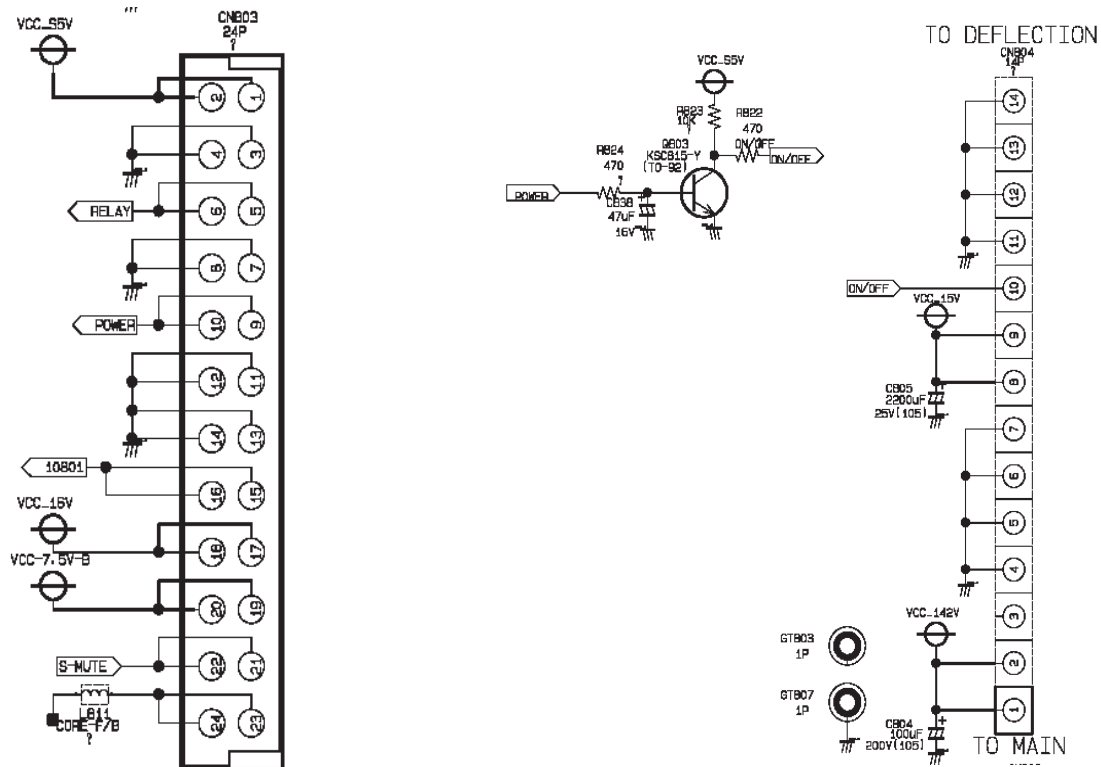 VCC_S5V
CN803
24P
?
2 1
4 3
RELAY
6 5
8 7
POWER
10 9
12 11
14 13
10801
16 15
VCC_16V
18 17
VCC-7.5V-B
20 19
S-MUTE
22 21
L811
CORE-F/B
?
24 23
VCC_S5V
R823
10K
R822
470
ON/OFF
ON/OFF
?
Q803
KSC815-Y
(TO-92)
R824
470
?
POWER
C838
47uF
16V
TO DEFLECTION
CN804
14P
?
14
13
12
11
ON/OFF
10
VCC_15V
9
8
C805
2200uF
25V(105)
7
6
5
4
3
VCC_142V
2
1
GT803
1P
GT807
1P
C804
100uF
200V(105)
TO MAIN